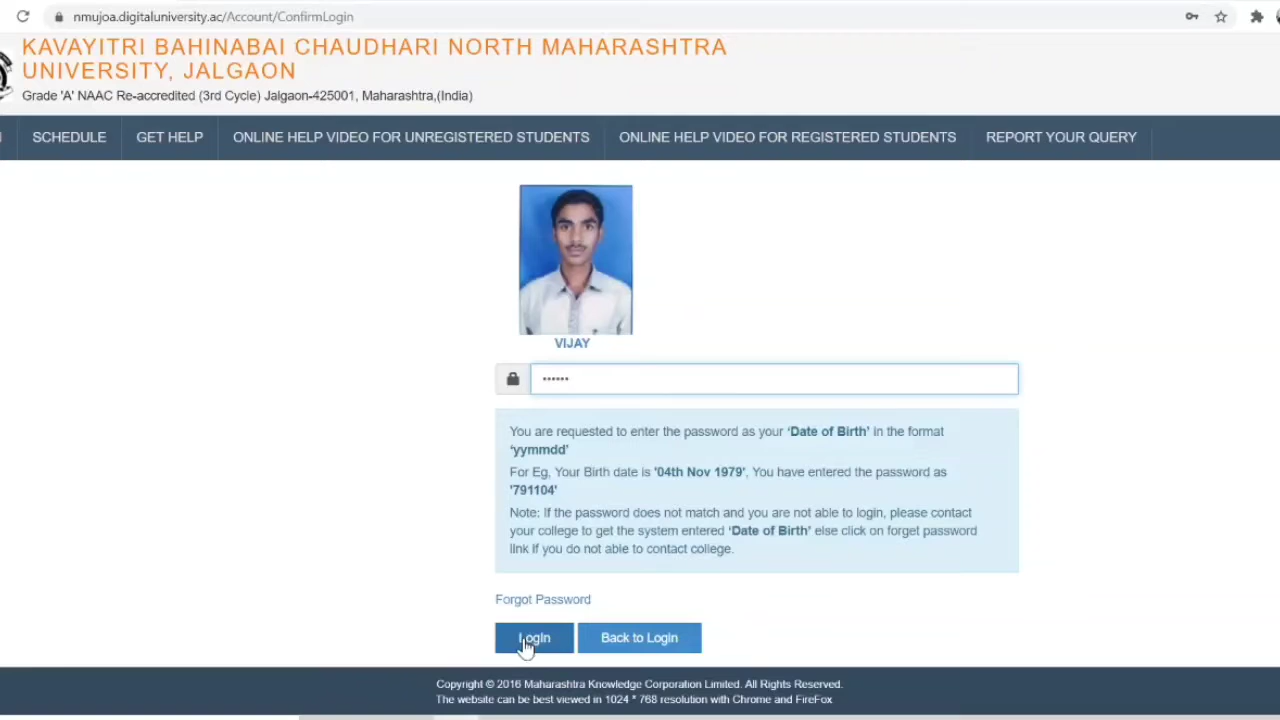 nmujoa.digitaluniversity.ac/Account/ConfirmLogin
KAVAYITRI BAHINABAI CHAUDHARI NORTH MAHARASHTRA
UNIVERSITY, JALGAON
Grade 'A' NAAC Re-accredited (3rd Cycle) Jalgaon-425001, Maharashtra,(India)
SCHEDULE GET HELP ONLINE HELP VIDEO FOR UNREGISTERED STUDENTS ONLINE HELP VIDEO FOR REGISTERED STUDENTS REPORT YOUR QUERY
VIJAY
••••••
You are requested to enter the password as your ‘Date of Birth’ in the format
‘yymmdd’
For Eg, Your Birth date is '04th Nov 1979', You have entered the password as
'791104'
Note: If the password does not match and you are not able to login, please contact
your college to get the system entered ‘Date of Birth’ else click on forget password
link if you do not able to contact college.
Forgot Password
Login Back to Login
Copyright © 2016 Maharashtra Knowledge Corporation Limited. All Rights Reserved.
The website can be best viewed in 1024 * 768 resolution with Chrome and FireFox